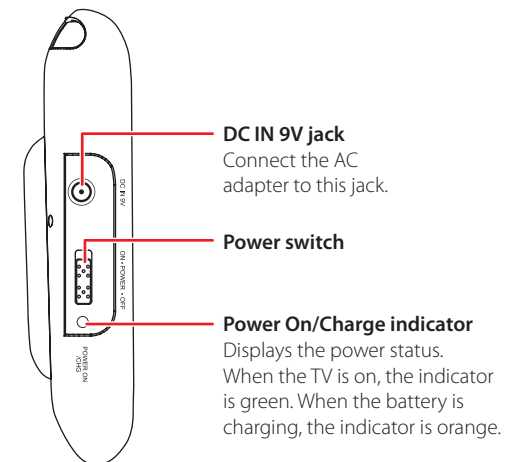 DC IN 9V jack
Connect the AC
adapter to this jack.
DC IN 9V
Power switch
ON • POWER • OFF
Power On/Charge indicator
Displays the power status.
When the TV is on, the indicator
is green. When the battery is
charging, the indicator is orange.
POWER ON
/CHG